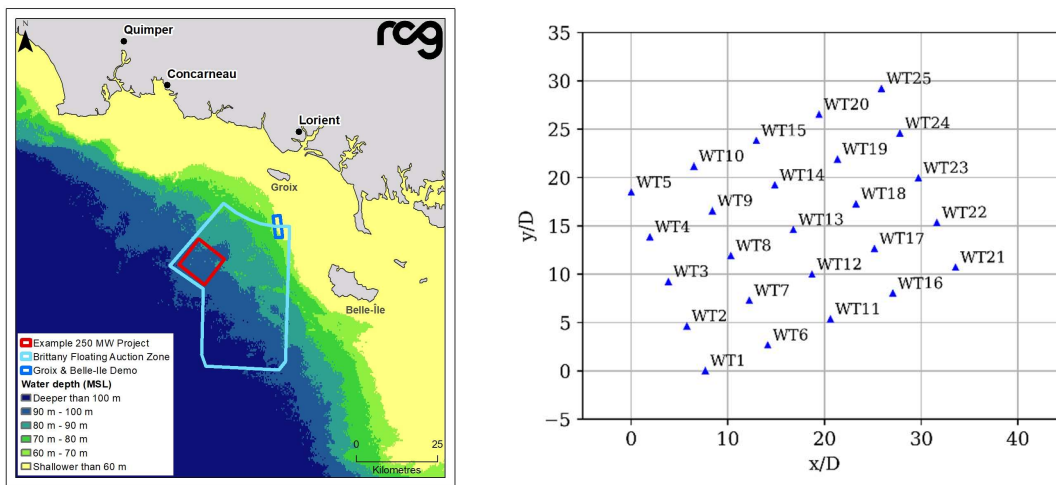 N
rcg
Quimper
Concarneau
Lorient
Groix
Belle-Île
Example 250 MW Project
Brittany Floating Auction Zone
Groix & Belle-Ile Demo
Water depth (MSL)
Deeper than 100 m
90 m - 100 m
80 m - 90 m
70 m - 80 m
60 m - 70 m
Shallower than 60 m
0 25
Kilometres
35
30
25
20
15
10
5
0
−5
y/D
WT25
WT20
WT24
WT15
WT19
WT10
WT23
WT14
WT5
WT18
WT9
WT22
WT13
WT4
WT17
WT8
WT21
WT12
WT3
WT16
WT7
WT11
WT2
WT6
WT1
0 10 20 30 40
x/D